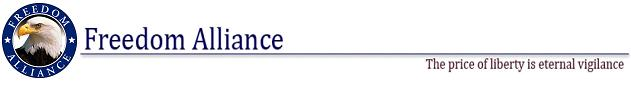 FREEDOM
ALLIANCE
Freedom Alliance
The price of liberty is eternal vigilance